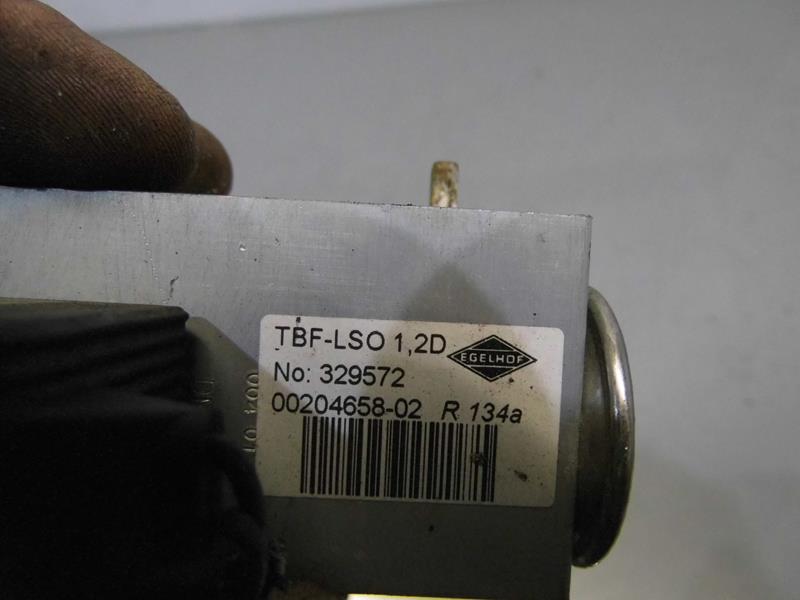 TBF-LSO 1,2D
EGELHOF
No: 329572
00204658-02 R 134a